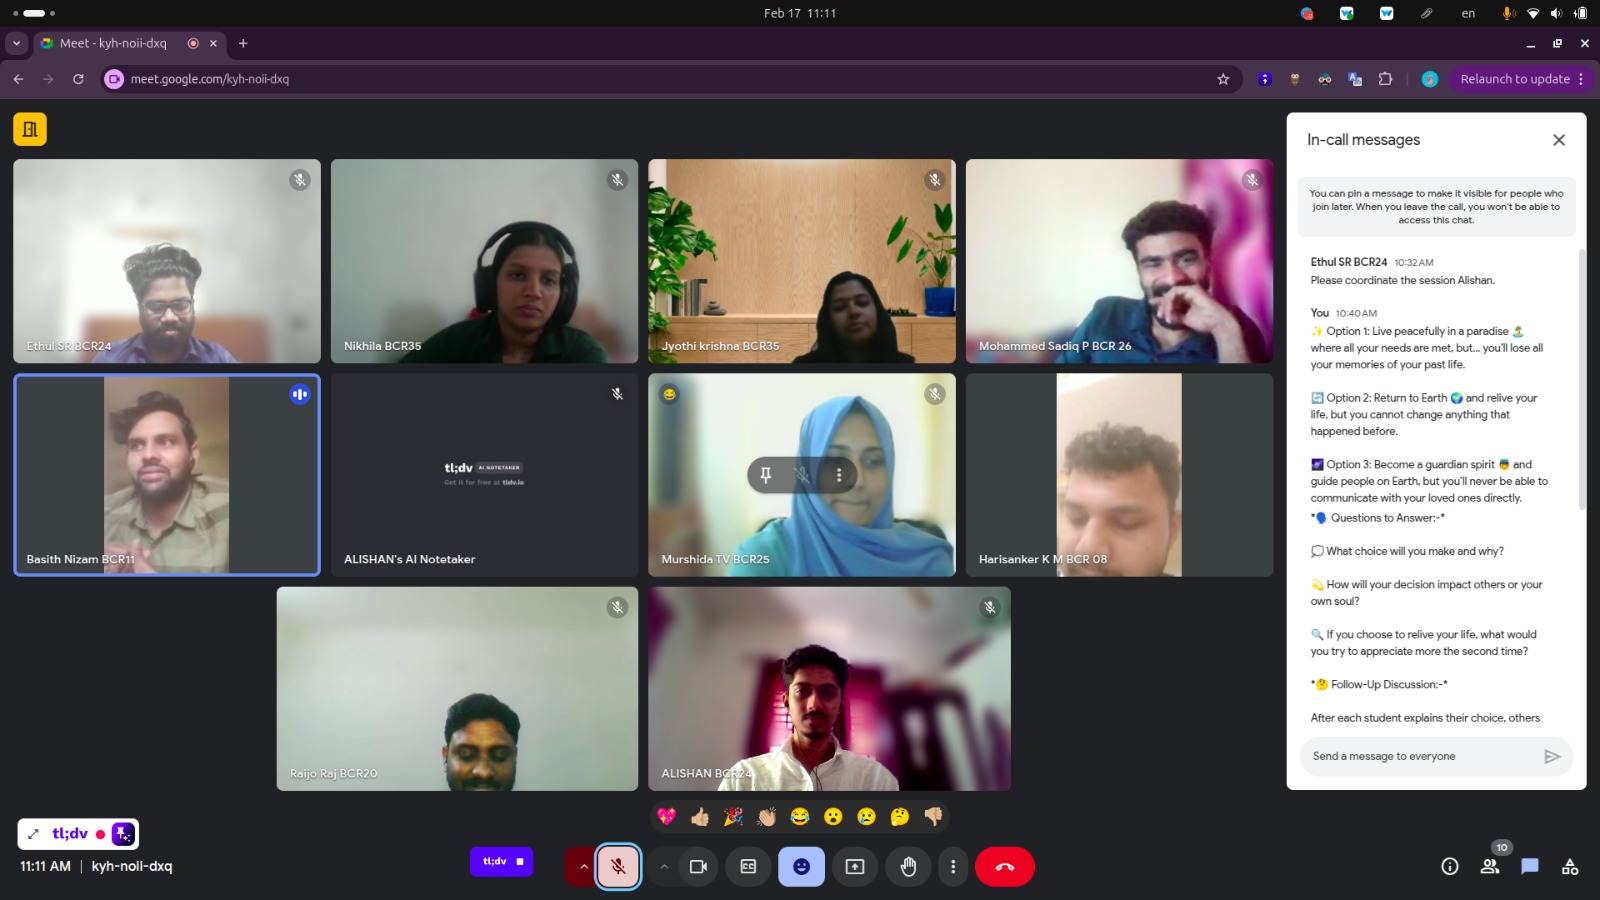 Feb 17 11:11
en
Meet - kyh-noii-dxq
meet.google.com/kyh-noii-dxq
Relaunch to update
Ethul SR BCR24
Nikhila BCR35
Jyothi krishna BCR35
Mohammed Sadiq P BCR 26
Basith Nizam BCR11
tl;dv AI NOTETAKER
Get it for free at tldv.io
ALISHAN's AI Notetaker
Murshida TV BCR25
Harisanker K M BCR 08
Raijo Raj BCR20
ALISHAN BCR24
In-call messages
You can pin a message to make it visible for people who
join later. When you leave the call, you won't be able to
access this chat.
Ethul SR BCR24 10:32 AM
Please coordinate the session Alishan.
You 10:40 AM
✨ Option 1: Live peacefully in a paradise 🏝️
where all your needs are met, but... you'll lose all
your memories of your past life.
🔄 Option 2: Return to Earth 🌍 and relive your
life, but you cannot change anything that
happened before.
🌌 Option 3: Become a guardian spirit 👼 and
guide people on Earth, but you'll never be able to
communicate with your loved ones directly.
*🗣️ Questions to Answer:-*
💭 What choice will you make and why?
💫 How will your decision impact others or your
own soul?
🔍 If you choose to relive your life, what would
you try to appreciate more the second time?
*🤔 Follow-Up Discussion:-*
After each student explains their choice, others
Send a message to everyone
tl;dv
11:11 AM | kyh-noii-dxq
tl;dv
10